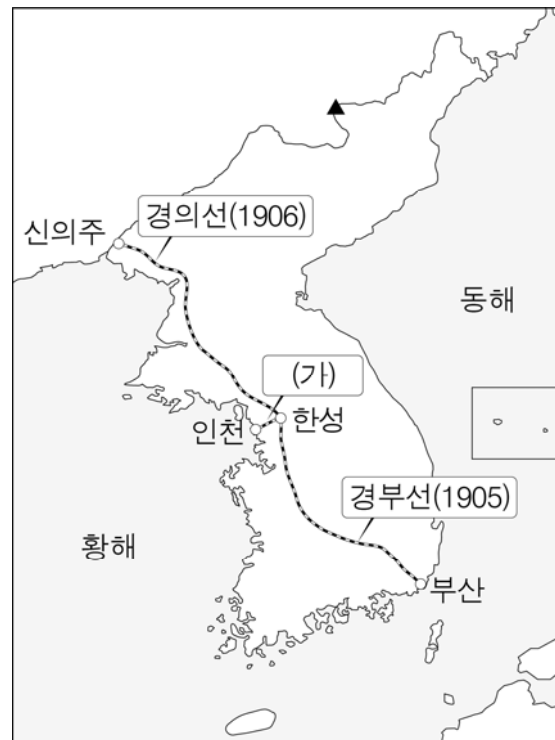 경의선(1906)
신의주
동해
(가)
인천
한성
경부선(1905)
황해
부산